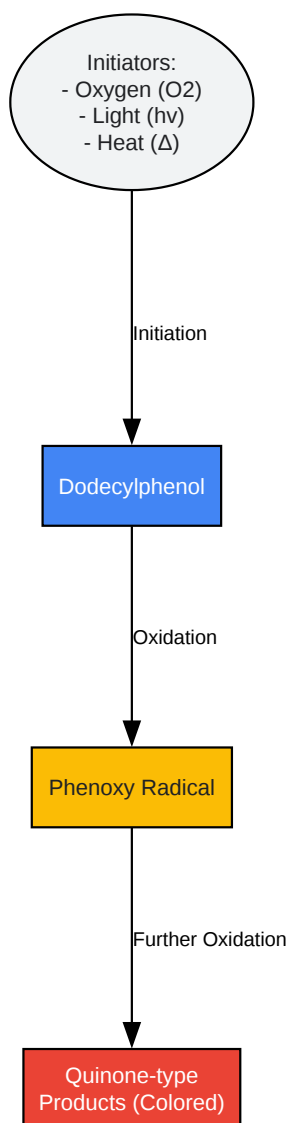 Initiators:
- Oxygen (O2)
- Light (hv)
- Heat (Δ)
Initiation
Dodecylphenol
Oxidation
Phenoxy Radical
Further Oxidation
Quinone-type
Products (Colored)